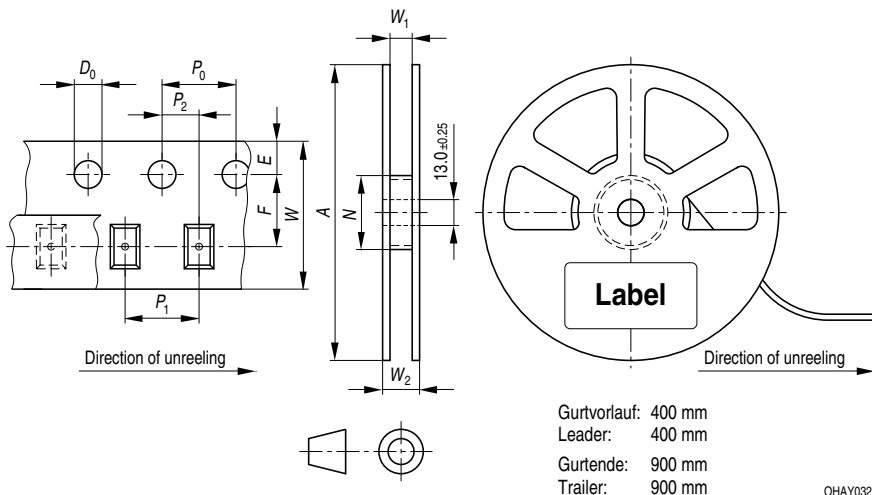 W1
D0
P0
P2
E
F
W
A
N
13.0 ±0.25
Label
P1
W2
Direction of unreeling
Direction of unreeling
Gurtvorlauf: 400 mm
Leader: 400 mm
Gurtende: 900 mm
Trailer: 900 mm